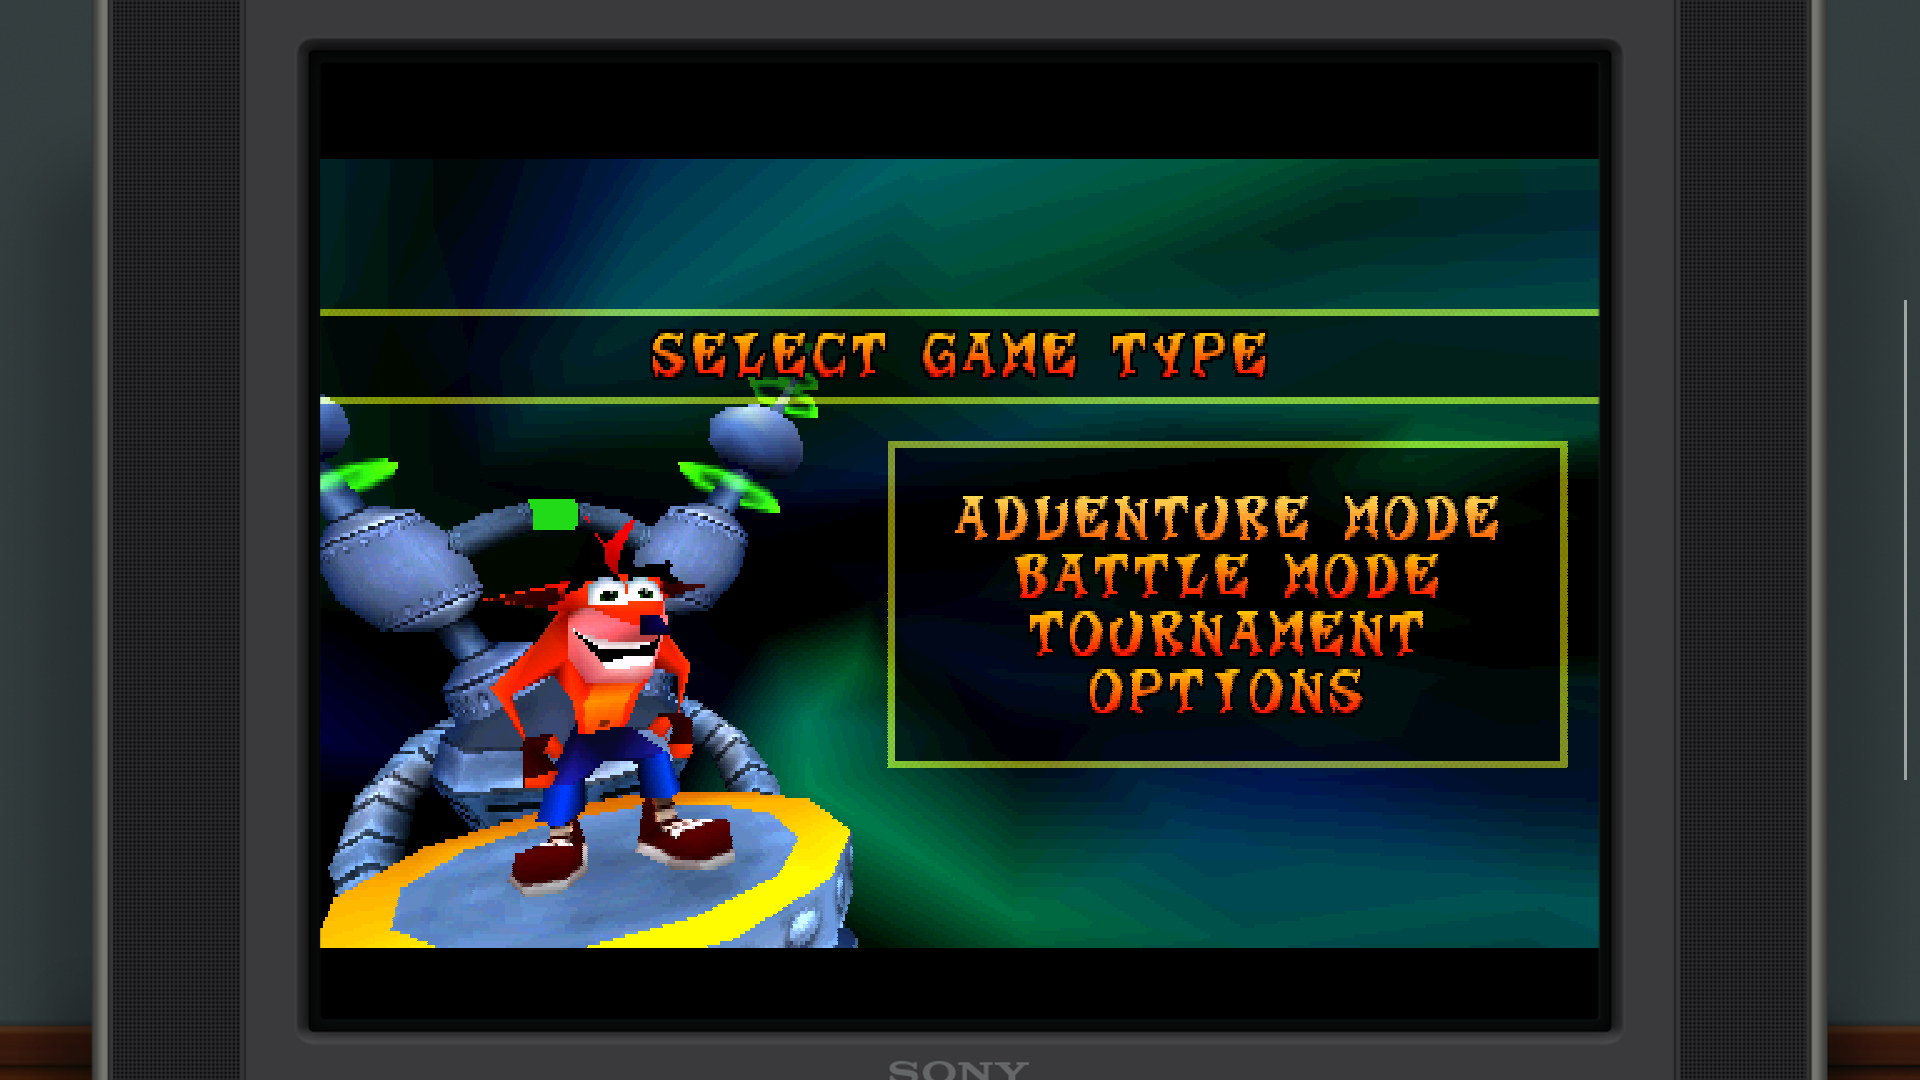 SELECT GAME TYPE
ADVENTURE MODE
BATTLE MODE
TOURNAMENT
OPTIONS
SONY